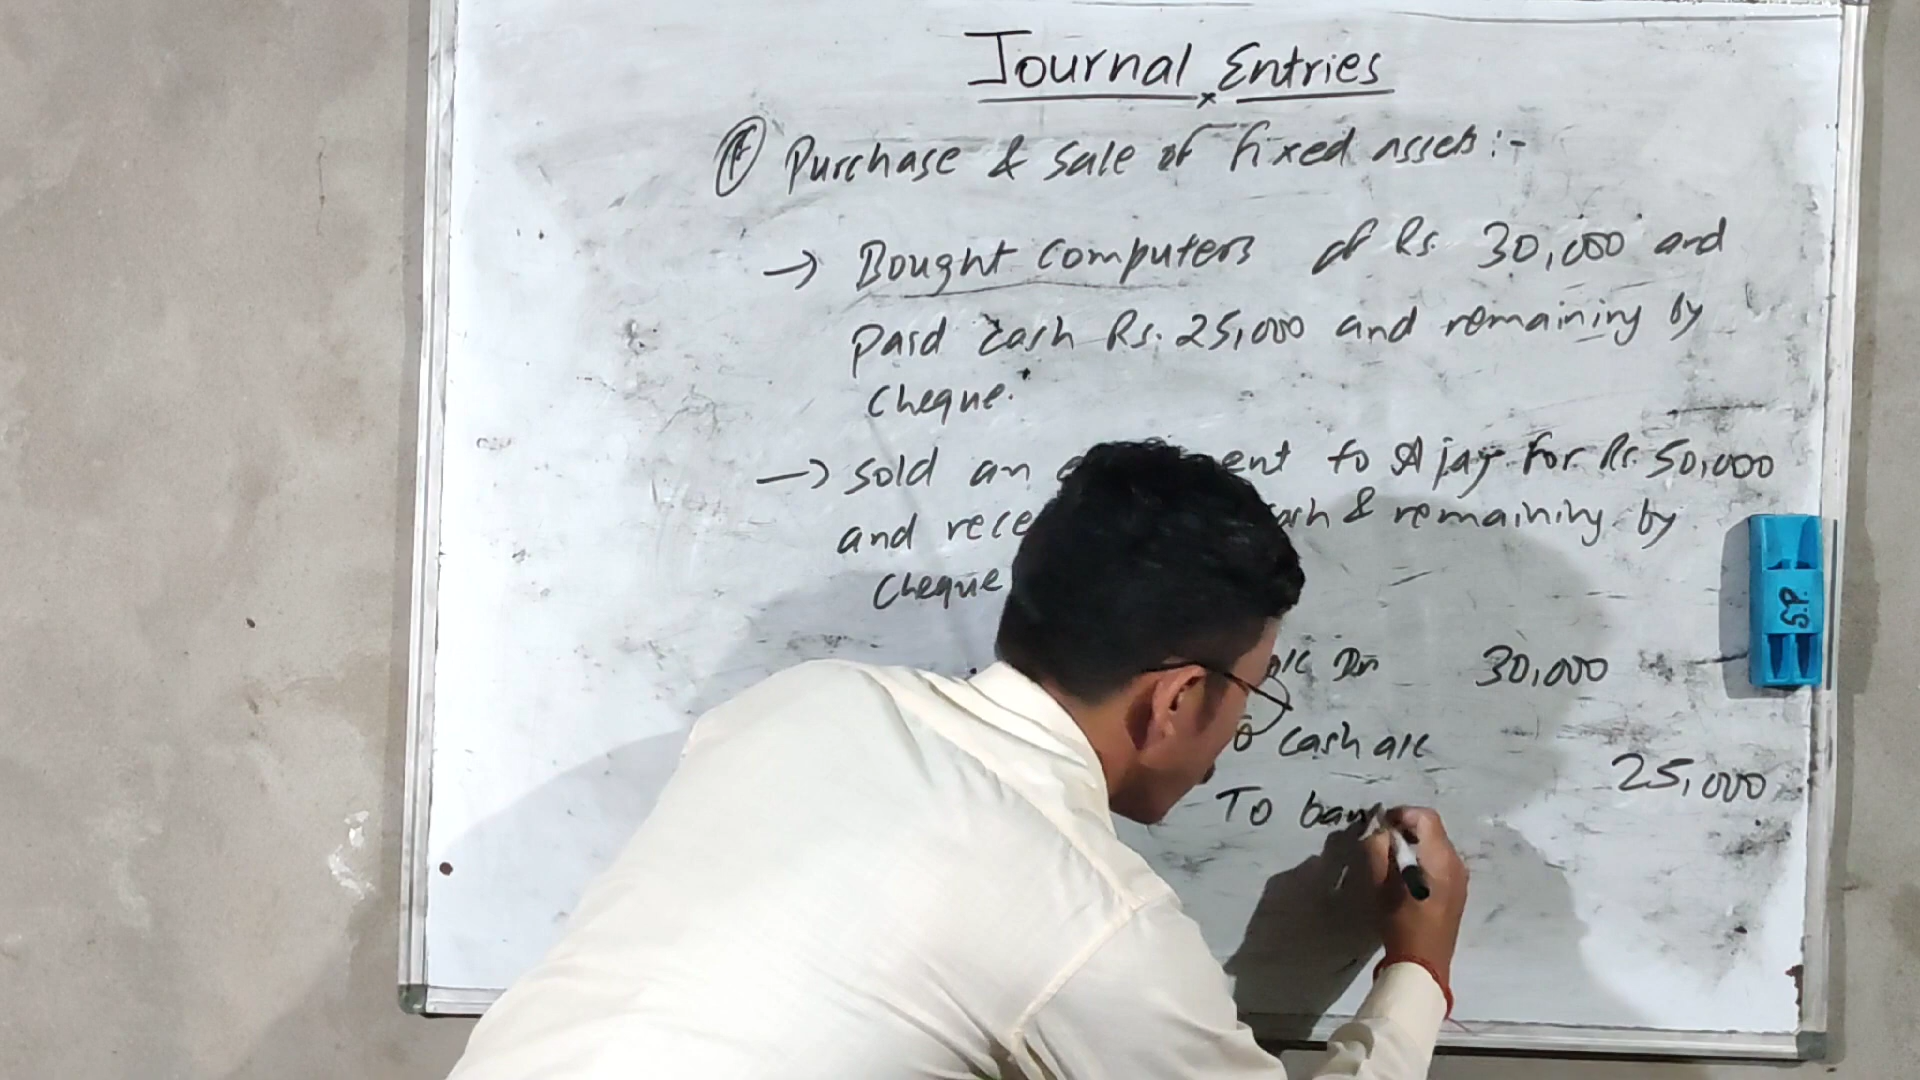 Journal Entries
F Purchase & Sale of fixed assets :-
→ Bought computers of Rs. 30,000 and
Paid cash Rs. 25,000 and remaining by
cheque.
→ Sold an ent to Ajay for Rs. 50,000
and rece ash & remaining by
cheque
a/c Dr 30,000
o cash a/c
25,000
To ban
S.P.